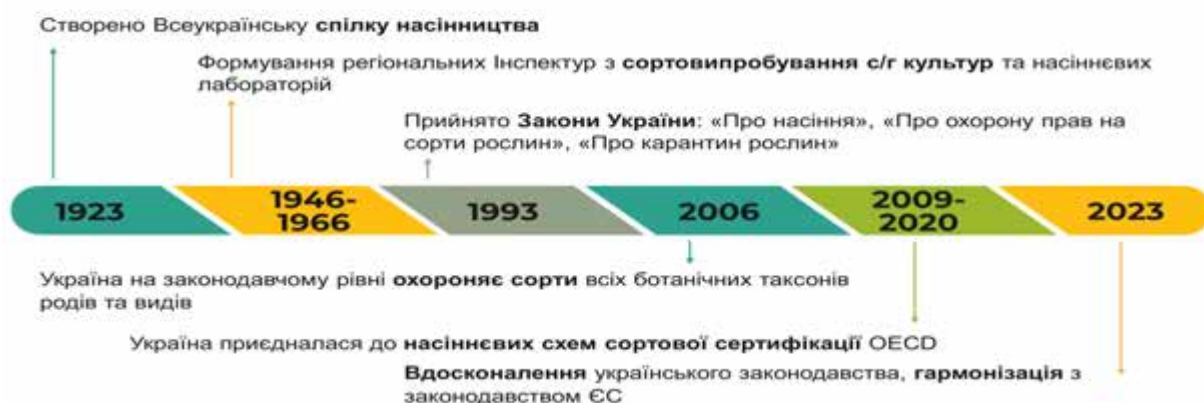 Створено Всеукраїнську спілку насінництва
Формування регіональних Інспектур з сортовипробування с/г культур та насіннєвих
лабораторій
Прийнято Закони України: «Про насіння», «Про охорону прав на
сорти рослин», «Про карантин рослин»
1923
1946-
1966
1993
2006
2009-
2020
2023
Україна на законодавчому рівні охороняє сорти всіх ботанічних таксонів
родів та видів
Україна приєдналася до насіннєвих схем сортової сертифікації OECD
Вдосконалення українського законодавства, гармонізація з
законодавством ЄС